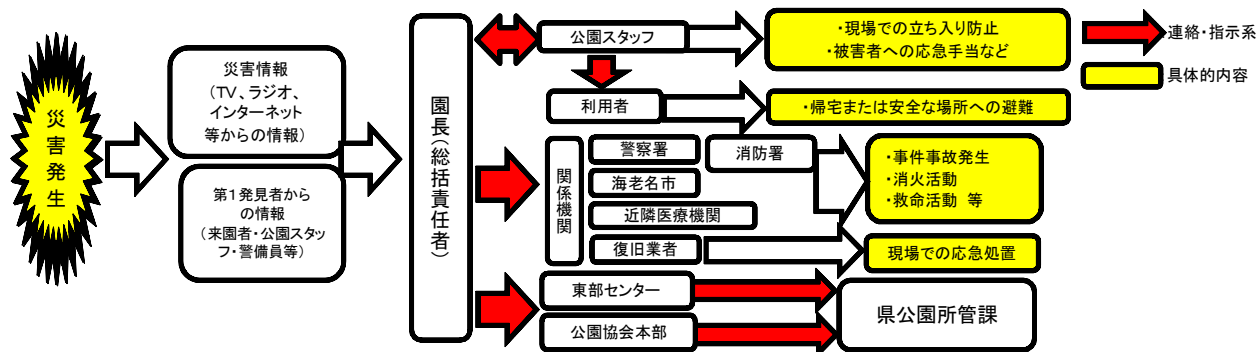 災害発生
災害情報
(TV、ラジオ、
インターネット
等からの情報)
第1発見者から
の情報
(来園者・公園スタッ
フ・警備員等)
園長(総括責任者)
公園スタッフ
・現場での立ち入り防止
・被害者への応急手当など
利用者
・帰宅または安全な場所への避難
関係機関
警察署
消防署
海老名市
近隣医療機関
復旧業者
・事件事故発生
・消火活動
・救命活動 等
現場での応急処置
東部センター
公園協会本部
県公園所管課
連絡・指示系
具体的内容